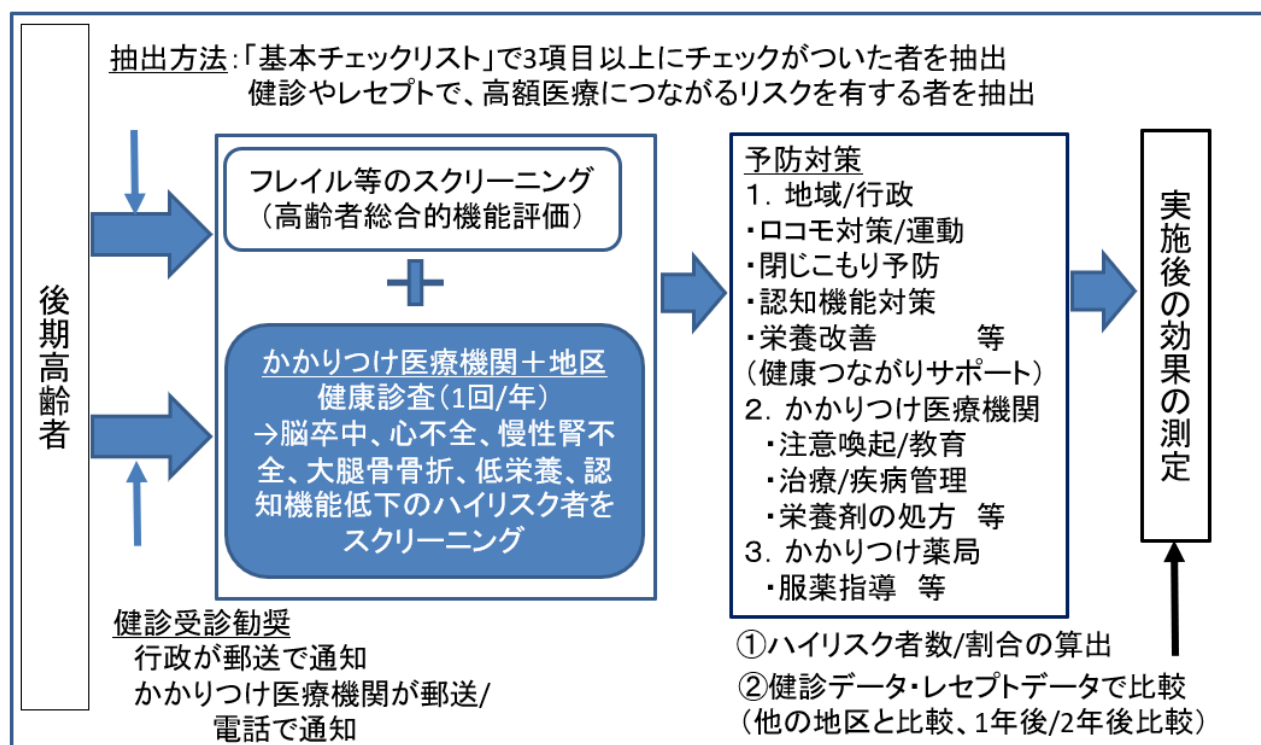 抽出方法：「基本チェックリスト」で3項目以上にチェックがついた者を抽出
健診やレセプトで、高額医療につながるリスクを有する者を抽出
後期高齢者
フレイル等のスクリーニング
（高齢者総合的機能評価）
かかりつけ医療機関＋地区
健康診査（1回/年）
→脳卒中、心不全、慢性腎不
全、大腿骨骨折、低栄養、認
知機能低下のハイリスク者を
スクリーニング
健診受診勧奨
行政が郵送で通知
かかりつけ医療機関が郵送/
電話で通知
予防対策
１．地域/行政
・ロコモ対策/運動
・閉じこもり予防
・認知機能対策
・栄養改善　　　　等
（健康つながりサポート）
２．かかりつけ医療機関
・注意喚起/教育
・治療/疾病管理
・栄養剤の処方　等
３．かかりつけ薬局
・服薬指導　等
実施後の効果の測定
①ハイリスク者数/割合の算出
②健診データ・レセプトデータで比較
（他の地区と比較、1年後/2年後比較）